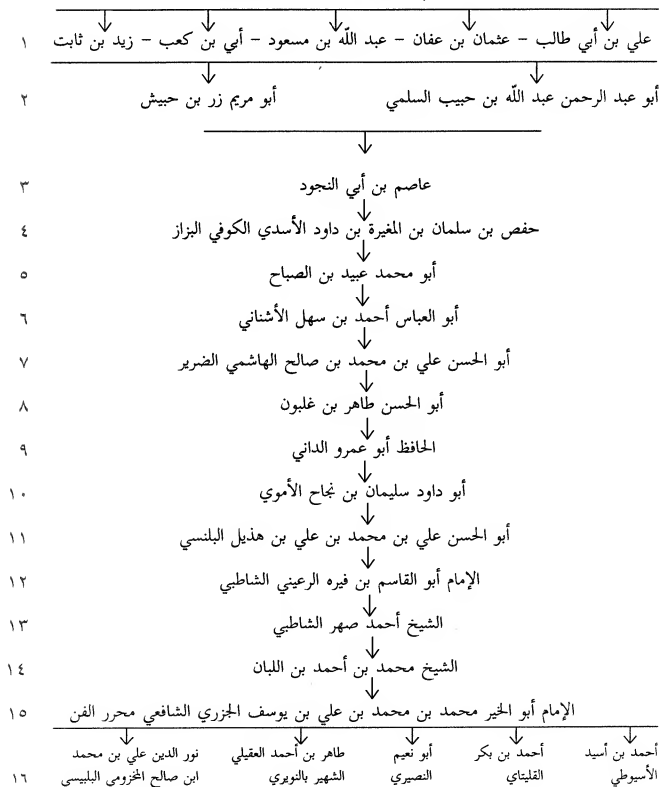 علي بن أبي طالب - عثمان بن عفان - عبد اللّه بن مسعود - أبي بن كعب - زيد بن ثابت ١
أبو عبد الرحمن عبد اللّه بن حبيب السلمي أبو مريم زر بن حبيش ٢
عاصم بن أبي النجود ٣
حفص بن سلمان بن المغيرة بن داود الأسدي الكوفي البزاز ٤
أبو محمد عبيد بن الصباح ٥
أبو العباس أحمد بن سهل الأشناني ٦
أبو الحسن علي بن محمد بن صالح الهاشمي الضرير ٧
أبو الحسن طاهر بن غلبون ٨
الحافظ أبو عمرو الداني ٩
أبو داود سليمان بن نجاح الأموي ١٠
أبو الحسن علي بن محمد بن علي بن هذيل البلنسي ١١
الإمام أبو القاسم بن فيره الرعيني الشاطبي ١٢
الشيخ أحمد صهر الشاطبي ١٣
الشيخ محمد بن أحمد بن اللبان ١٤
الإمام أبو الخير محمد بن محمد بن علي بن يوسف الجزري الشافعي محرر الفن ١٥
أحمد بن أسيد أحمد بن بكر أبو نعيم طاهر بن أحمد العقيلي نور الدين علي بن محمد
الأسيوطي القليتاي النصيري الشهير بالنويري ابن صالح المخزومي البلبيسي ١٦